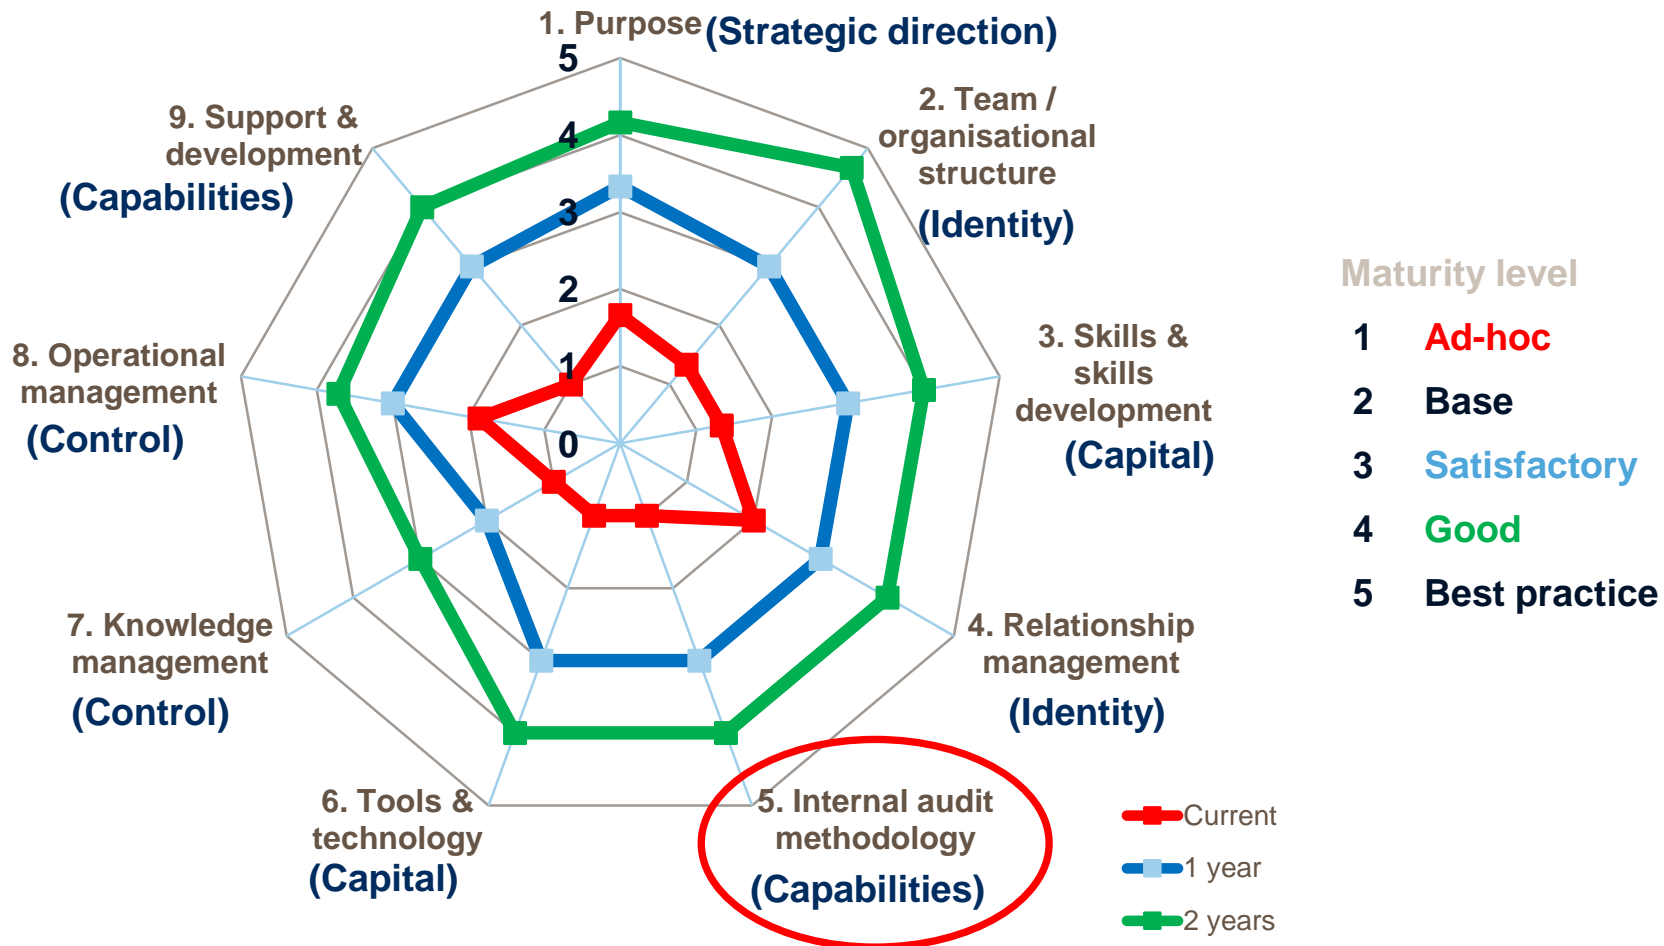 1. Purpose (Strategic direction)
5
4
3
2
1
0
2. Team /
organisational
structure
(Identity)
3. Skills &
skills
development
(Capital)
4. Relationship
management
(Identity)
5. Internal audit
methodology
(Capabilities)
6. Tools &
technology
(Capital)
7. Knowledge
management
(Control)
8. Operational
management
(Control)
9. Support &
development
(Capabilities)
Maturity level
1 Ad-hoc
2 Base
3 Satisfactory
4 Good
5 Best practice
Current
1 year
2 years